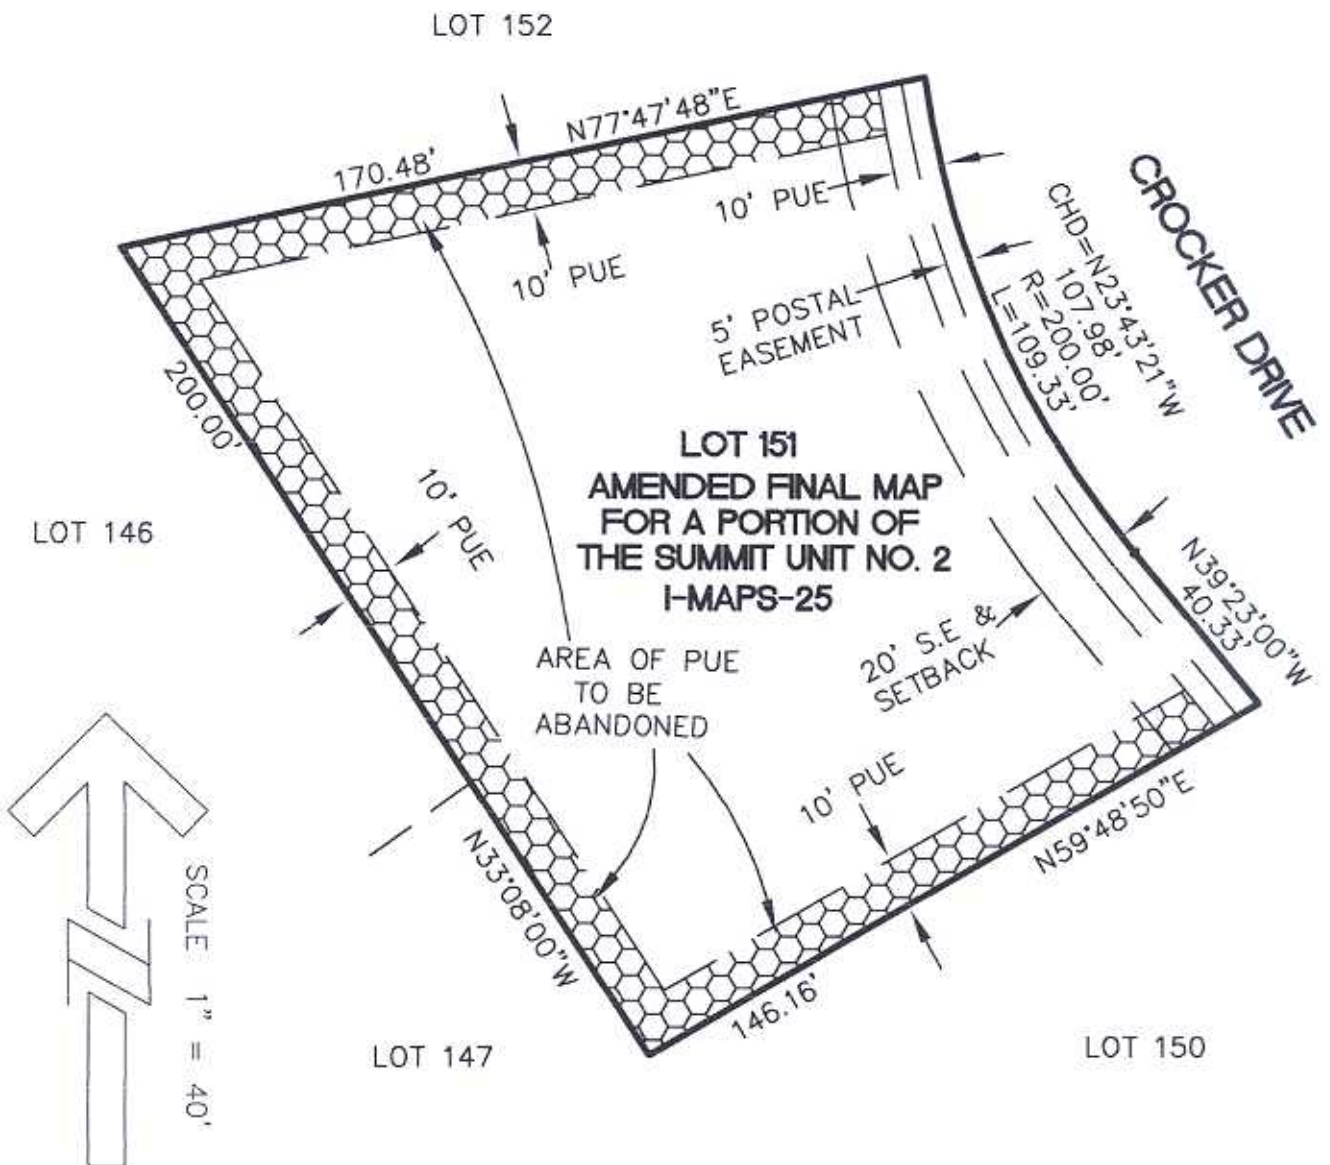 LOT 152
N77°47'48"E
170.48'
10' PUE
10' PUE
CROCKER DRIVE
CHD=N23°43'21"W
107.98'
R=200.00'
L=109.33'
5' POSTAL
EASEMENT
200.00'
LOT 151
AMENDED FINAL MAP
FOR A PORTION OF
THE SUMMIT UNIT NO. 2
I-MAPS-25
10' PUE
LOT 146
N39°23'00"W
40.33'
20' S.E &
SETBACK
AREA OF PUE
TO BE
ABANDONED
10' PUE
N59°48'50"E
N33°08'00"W
146.16'
SCALE 1" = 40'
LOT 147
LOT 150